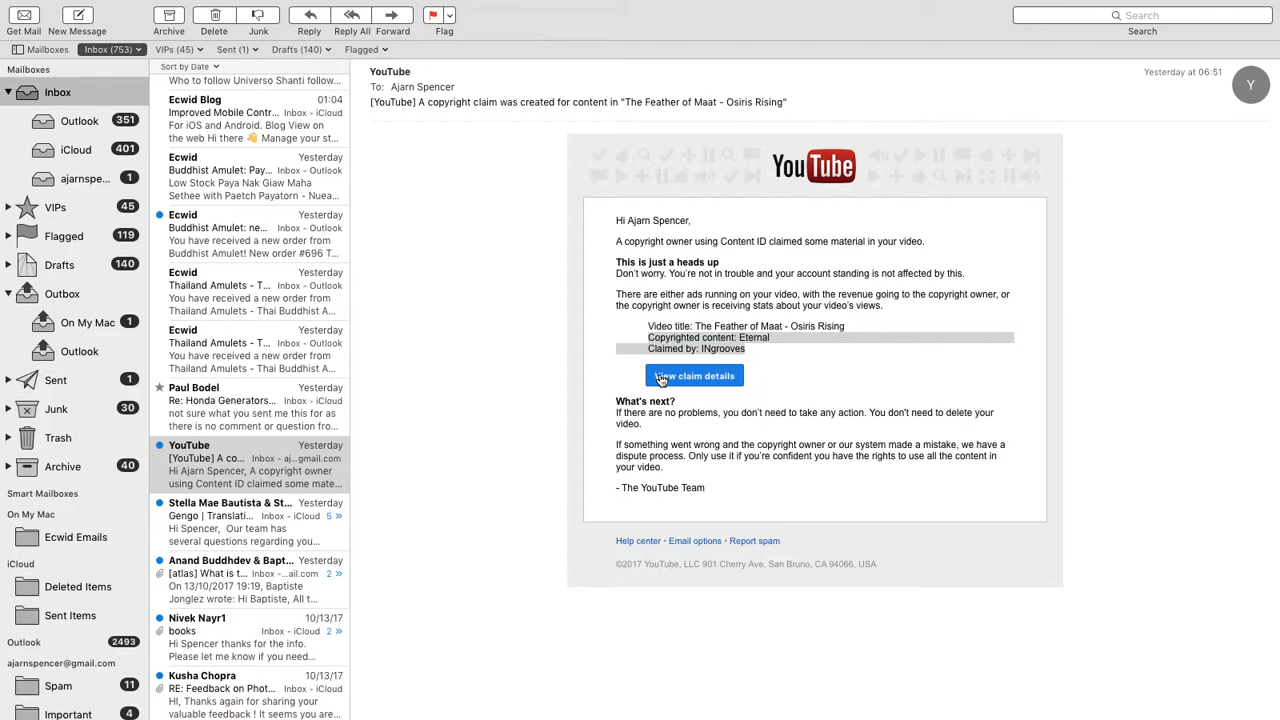 Get Mail
New Message
Archive
Delete
Junk
Reply
Reply All
Forward
Flag
Search
Search
Mailboxes
Inbox (753)
VIPs (45)
Sent (1)
Drafts (140)
Flagged
Mailboxes
Inbox
Outlook 351
iCloud 401
ajarnspe... 1
VIPs 45
Flagged 119
Drafts 140
Outbox
On My Mac 1
Outlook
Sent 1
Junk 30
Trash
Archive 40
Smart Mailboxes
On My Mac
Ecwid Emails
iCloud
Deleted Items
Sent Items
Outlook 2493
ajarnspencer@gmail.com
Spam 11
Important 4
Sort by Date
Who to follow Universo Shanti follow...
Ecwid Blog 01:04
Improved Mobile Contr... Inbox - iCloud
For iOS and Android. Blog View on
the web Hi there 👋 Manage your st...
Ecwid Yesterday
Buddhist Amulet: Pay... Inbox - Outlook
Low Stock Paya Nak Giaw Maha
Sethee with Paetch Payatorn - Nuea...
Ecwid Yesterday
Buddhist Amulet: ne... Inbox - Outlook
You have received a new order from
Buddhist Amulet! New order #696 T...
Ecwid Yesterday
Thailand Amulets - T... Inbox - Outlook
You have received a new order from
Thailand Amulets - Thai Buddhist A...
Ecwid Yesterday
Thailand Amulets - T... Inbox - Outlook
You have received a new order from
Thailand Amulets - Thai Buddhist A...
Paul Bodel Yesterday
Re: Honda Generators... Inbox - iCloud
not sure what you sent me this for as
there is no comment or question fro...
YouTube Yesterday
[YouTube] A co... Inbox - aj...gmail.com
Hi Ajarn Spencer, A copyright owner
using Content ID claimed some mate...
Stella Mae Bautista & St... Yesterday
Gengo | Translati... Inbox - iCloud 5 »
Hi Spencer, Our team has
several questions regarding you...
Anand Buddhdev & Bapt... Yesterday
[atlas] What is t... Inbox -...ail.com 2 »
On 13/10/2017 19:19, Baptiste
Jonglez wrote: Hi Baptiste, All t...
Nivek Nayr1 10/13/17
books Inbox - iCloud 2 »
Hi Spencer thanks for the info.
Please let me know if you need...
Kusha Chopra 10/13/17
RE: Feedback on Phot... Inbox - iCloud
HI, Thanks again for sharing your
valuable feedback ! It seems you are...
YouTube
Yesterday at 06:51
Y
To: Ajarn Spencer
[YouTube] A copyright claim was created for content in "The Feather of Maat - Osiris Rising"
YouTube
Hi Ajarn Spencer,
A copyright owner using Content ID claimed some material in your video.
This is just a heads up
Don't worry. You're not in trouble and your account standing is not affected by this.
There are either ads running on your video, with the revenue going to the copyright owner, or
the copyright owner is receiving stats about your video's views.
Video title: The Feather of Maat - Osiris Rising
Copyrighted content: Eternal
Claimed by: INgrooves
View claim details
What's next?
If there are no problems, you don't need to take any action. You don't need to delete your
video.
If something went wrong and the copyright owner or our system made a mistake, we have a
dispute process. Only use it if you're confident you have the rights to use all the content in
your video.
- The YouTube Team
Help center • Email options • Report spam
©2017 YouTube, LLC 901 Cherry Ave, San Bruno, CA 94066, USA